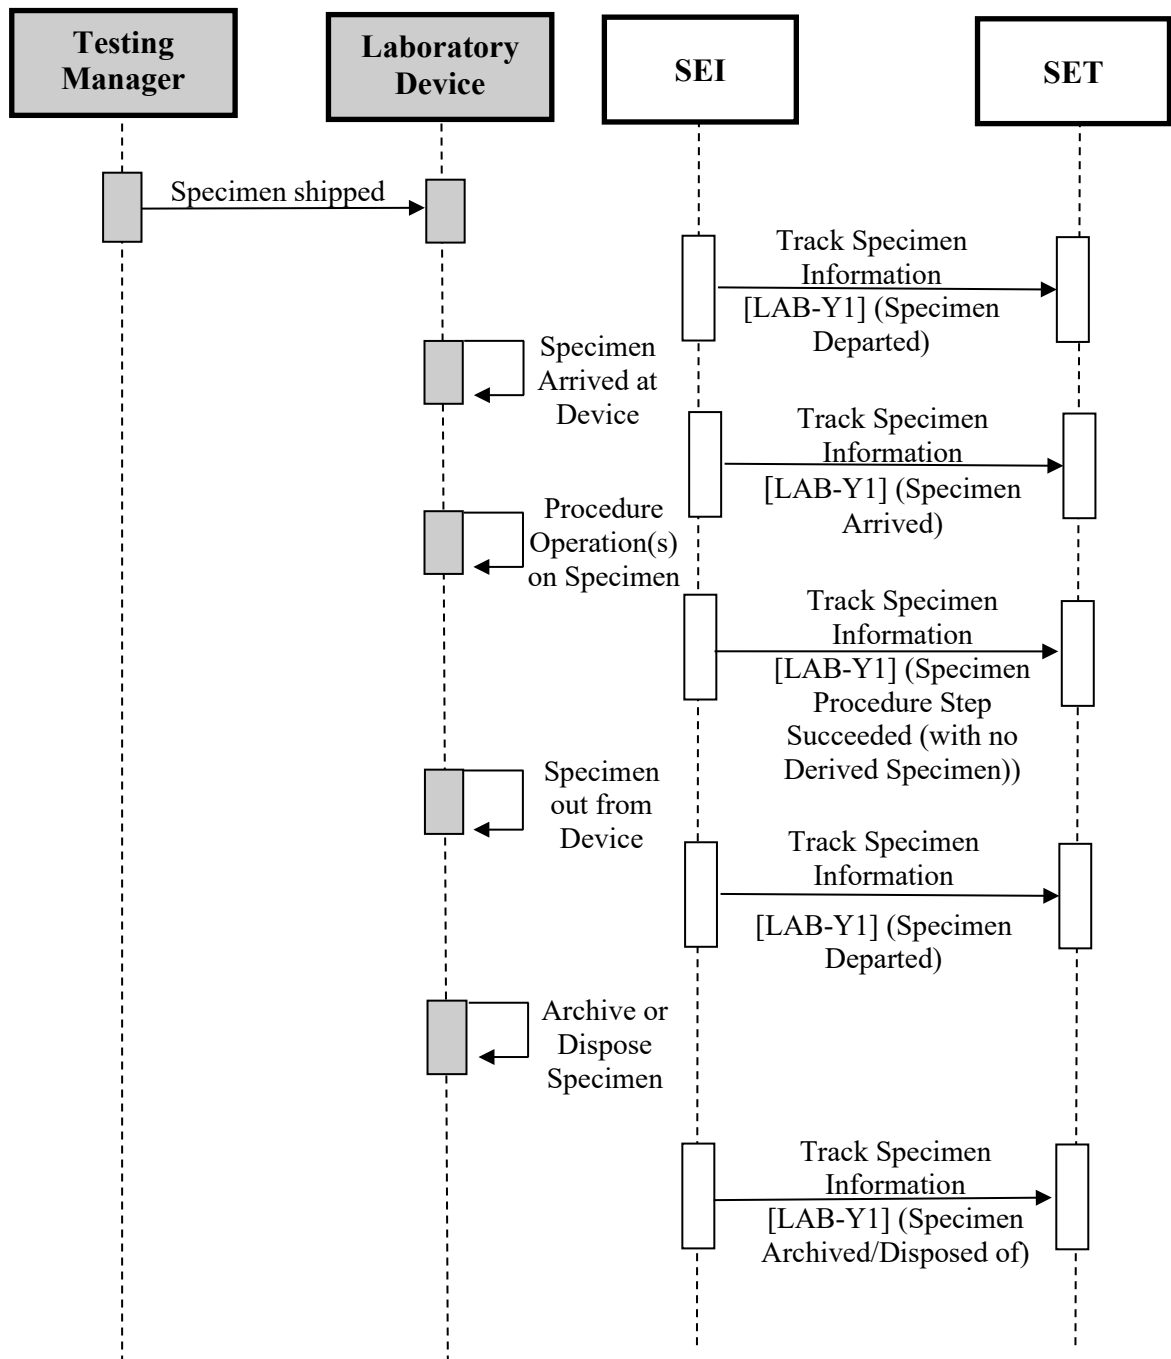 Testing
Manager
Laboratory
Device
SEI
SET
Specimen shipped
Track Specimen
Information
[LAB-Y1] (Specimen
Departed)
Specimen
Arrived at
Device
Track Specimen
Information
[LAB-Y1] (Specimen
Arrived)
Procedure
Operation(s)
on Specimen
Track Specimen
Information
[LAB-Y1] (Specimen
Procedure Step
Succeeded (with no
Derived Specimen))
Specimen
out from
Device
Track Specimen
Information
[LAB-Y1] (Specimen
Departed)
Archive or
Dispose
Specimen
Track Specimen
Information
[LAB-Y1] (Specimen
Archived/Disposed of)